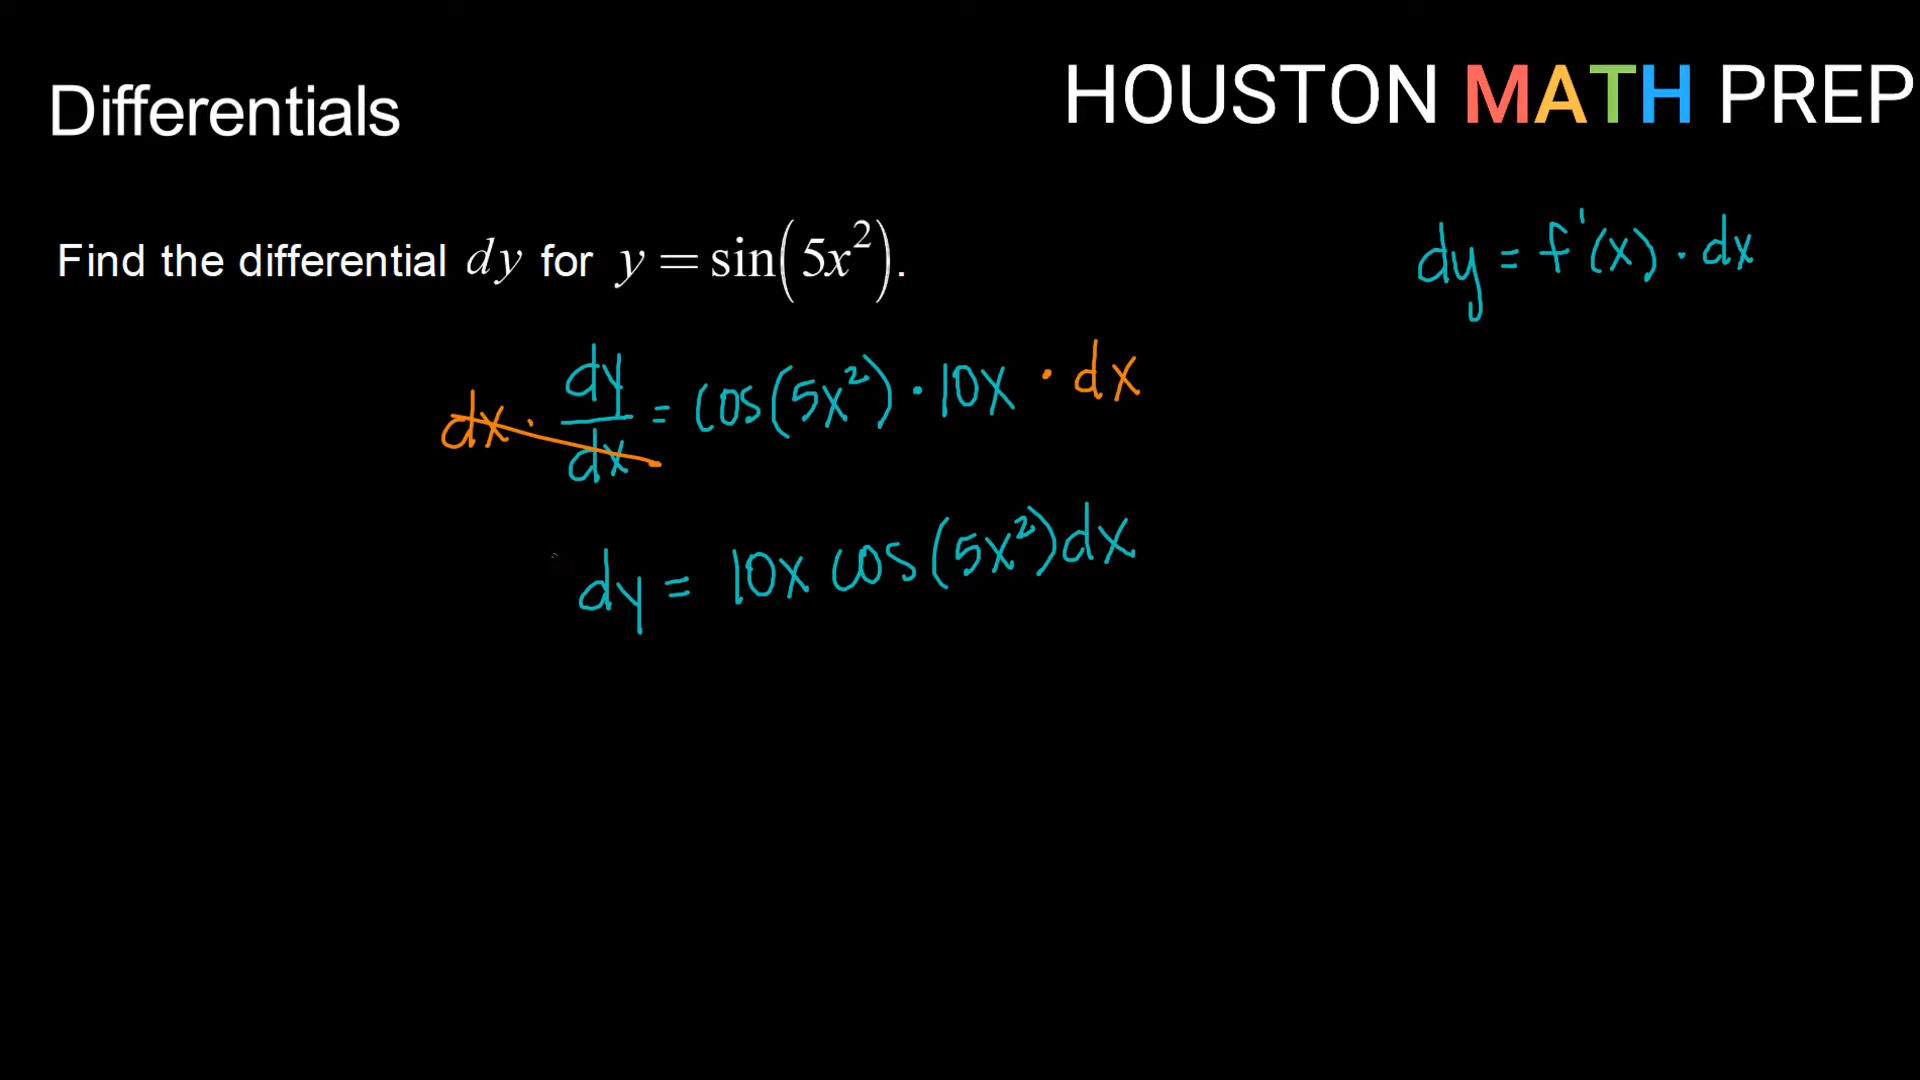 Differentials
HOUSTON MATH PREP
Find the differential dy for y = sin(5x²).
dy = f'(x) · dx
dx · dy/dx = cos(5x²) · 10x · dx
dy = 10x cos(5x²)dx